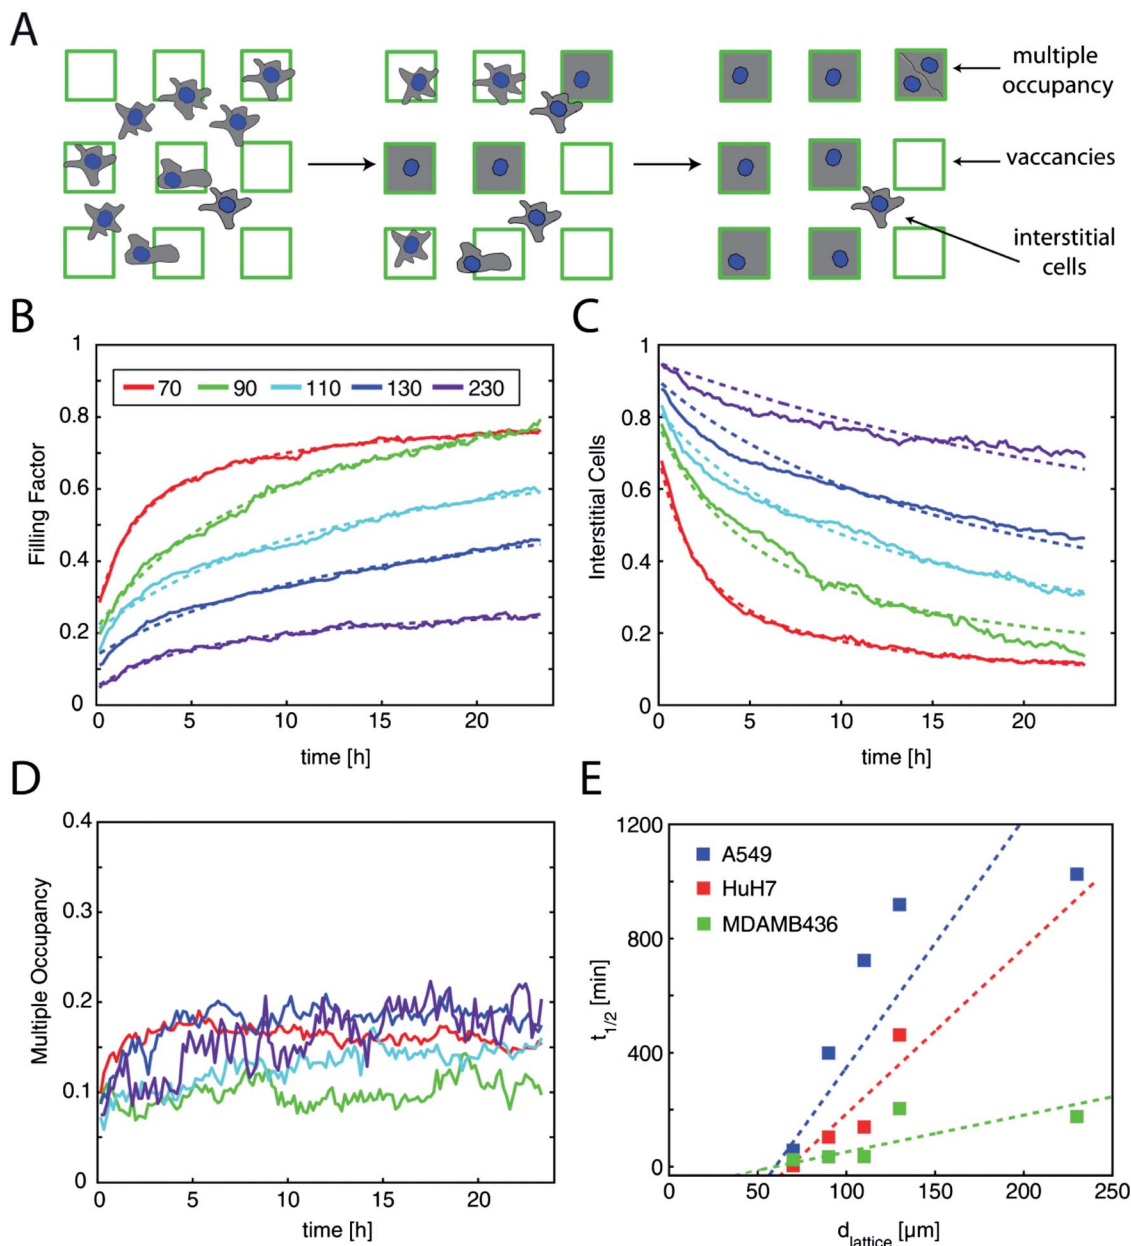 A
multiple
occupancy
vaccancies
interstitial
cells
B
1
0.8
0.6
0.4
0.2
0
Filling Factor
70 90 110 130 230
0 5 10 15 20
time [h]
C
1
0.8
0.6
0.4
0.2
0
Interstitial Cells
0 5 10 15 20
time [h]
D
0.4
0.3
0.2
0.1
0
Multiple Occupancy
0 5 10 15 20
time [h]
E
1200
800
400
0
t1/2 [min]
A549
HuH7
MDAMB436
0 50 100 150 200 250
dlattice [µm]